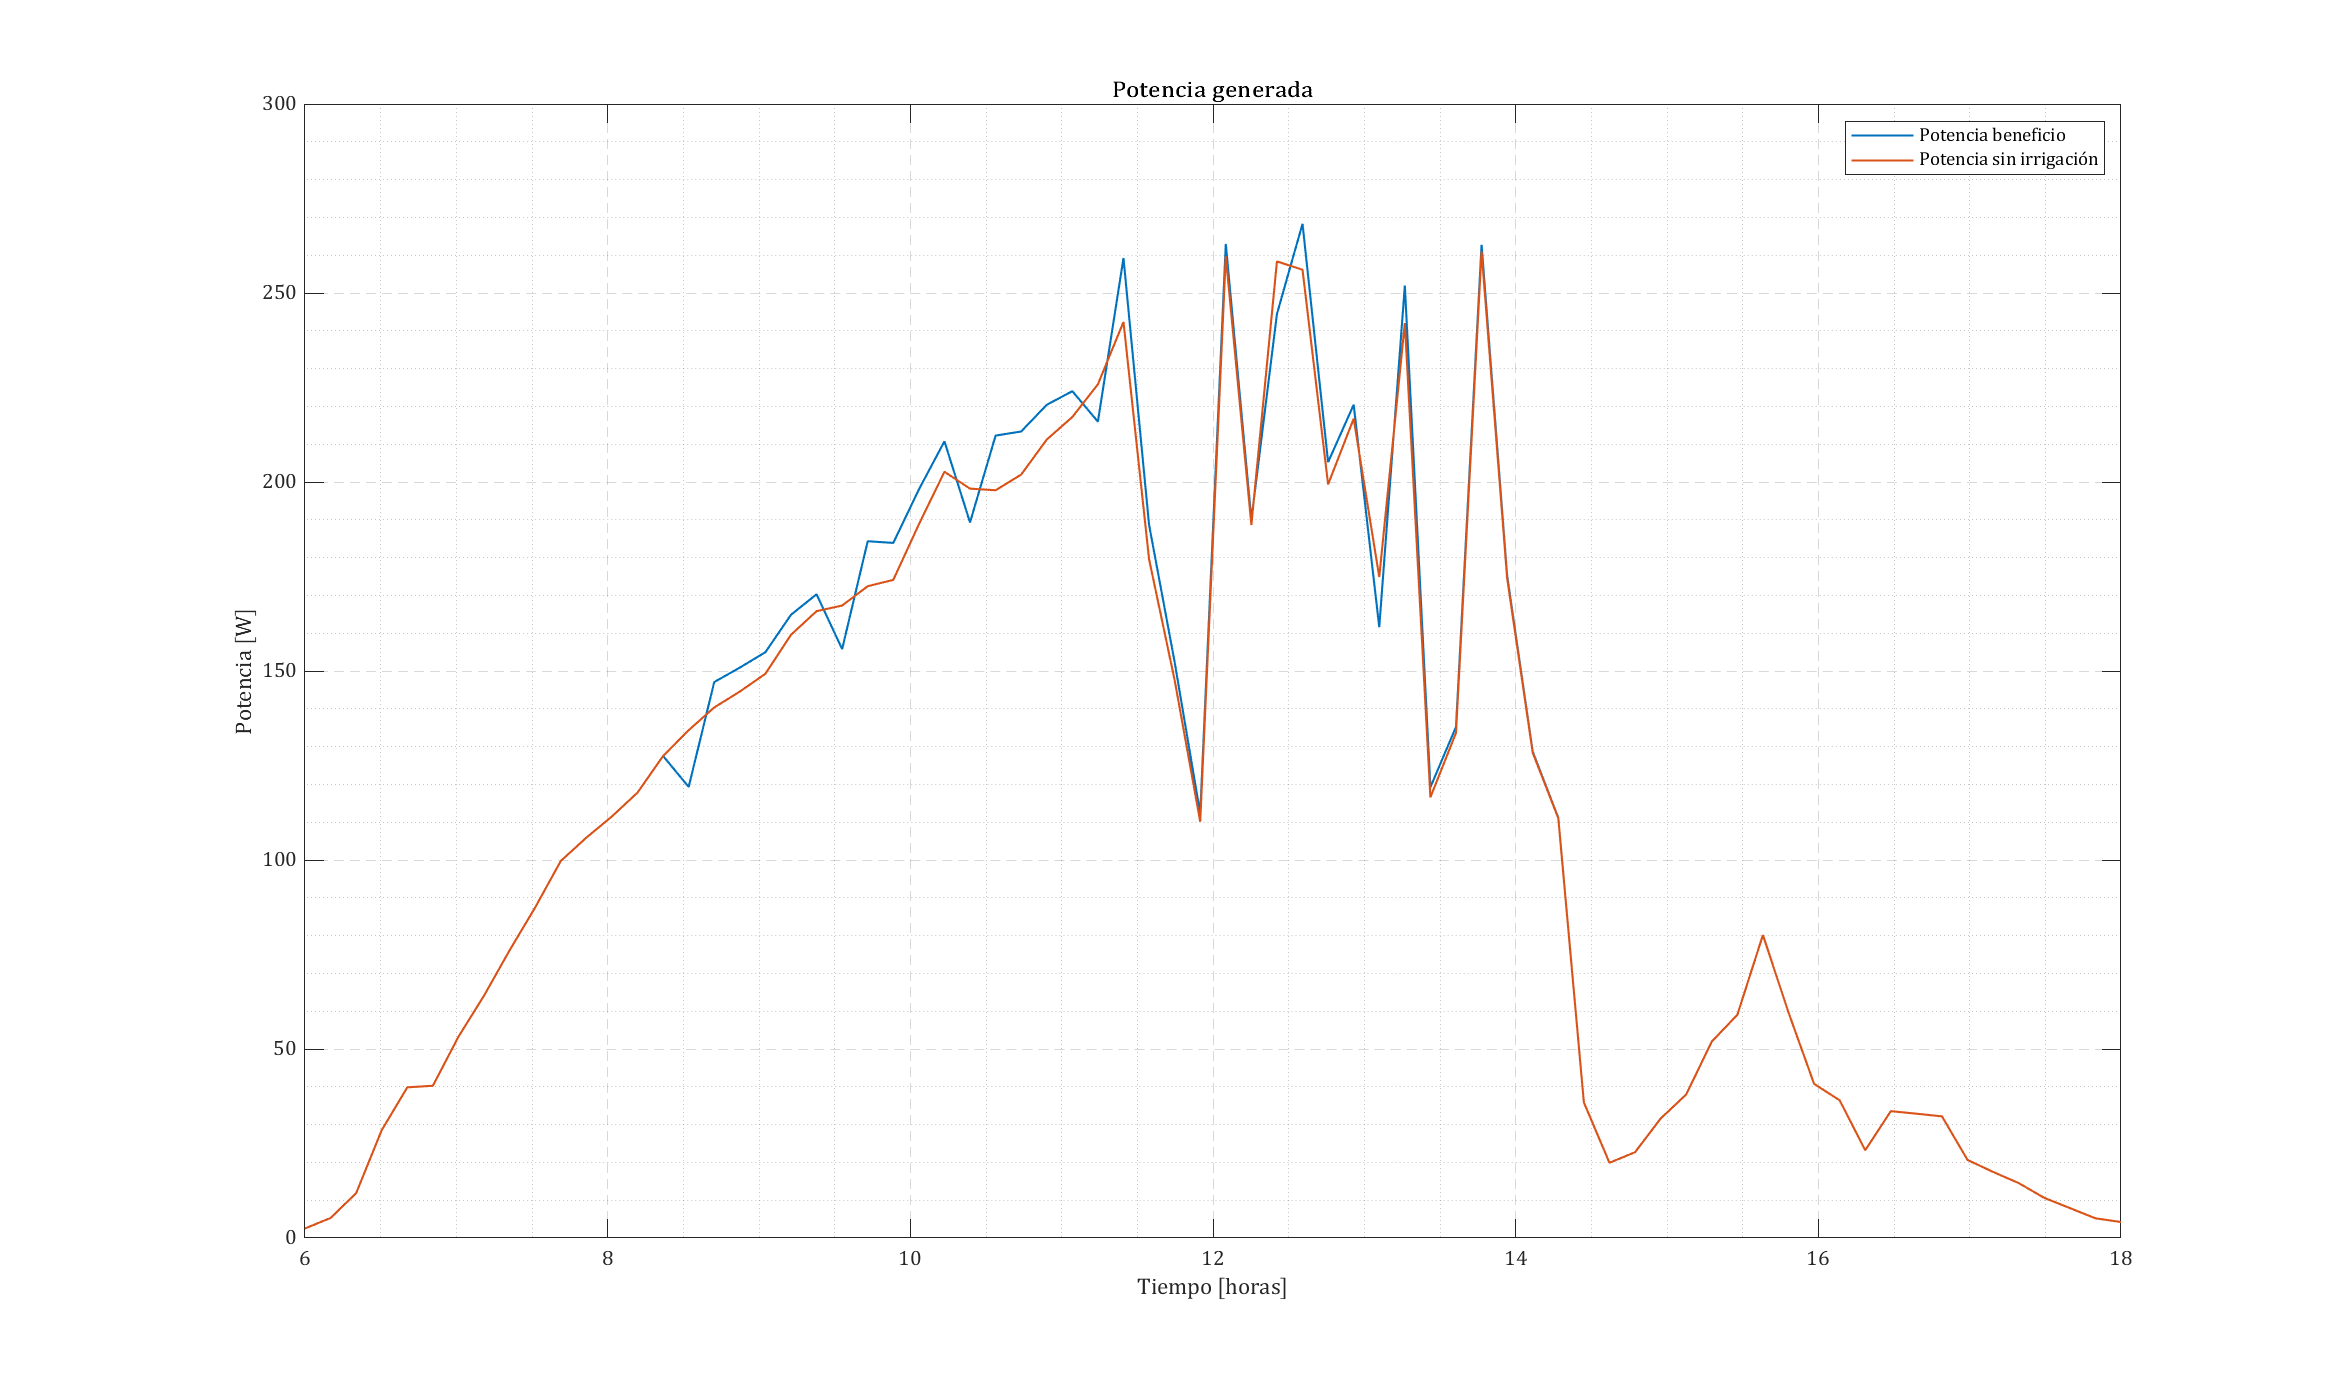 Potencia generada
300
250
200
150
100
50
0
Potencia [W]
6 8 10 12 14 16 18
Tiempo [horas]
Potencia beneficio
Potencia sin irrigación